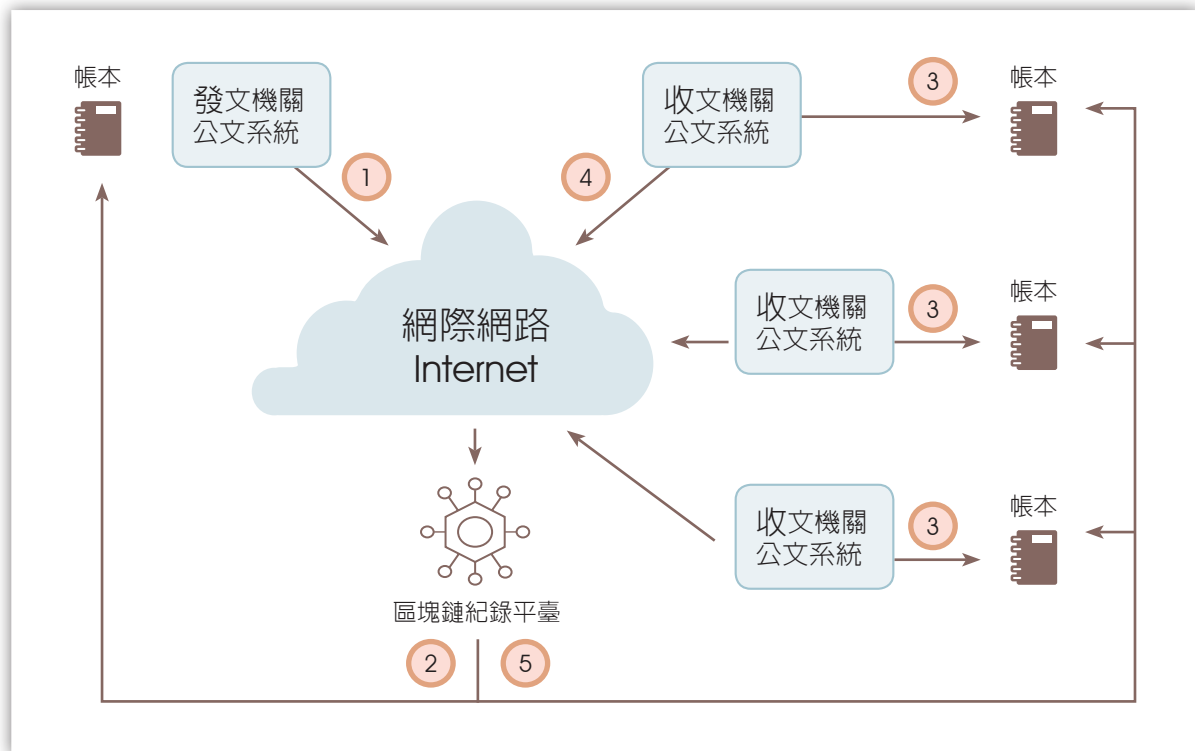 帳本
發文機關
公文系統
收文機關
公文系統
3
帳本
1
4
網際網路
Internet
收文機關
公文系統
3
帳本
收文機關
公文系統
3
帳本
區塊鏈紀錄平臺
2
5